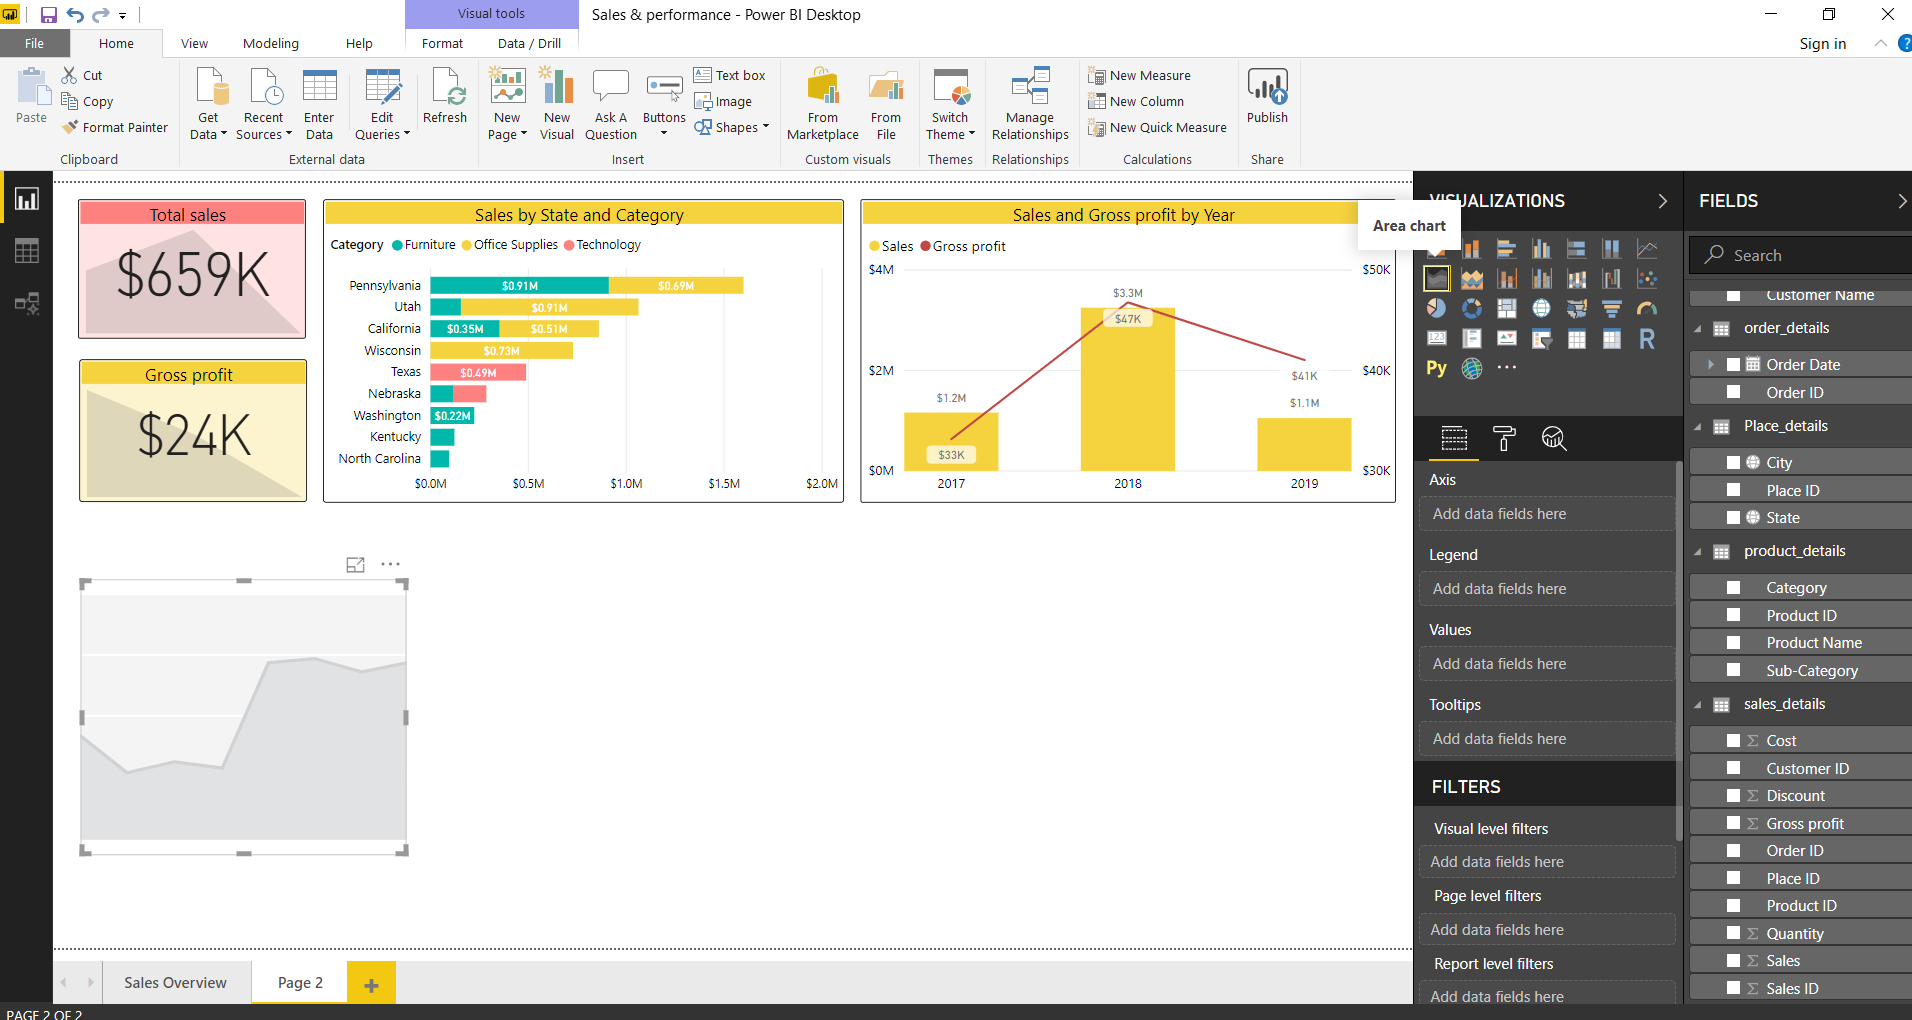 Visual tools
Sales & performance - Power BI Desktop
File
Home
View
Modeling
Help
Format
Data / Drill
Sign in
?
Paste
Cut
Copy
Format Painter
Clipboard
Get
Data
Recent
Sources
Enter
Data
Edit
Queries
Refresh
External data
New
Page
New
Visual
Ask A
Question
Buttons
Text box
Image
Shapes
Insert
From
Marketplace
From
File
Custom visuals
Switch
Theme
Themes
Manage
Relationships
Relationships
New Measure
New Column
New Quick Measure
Calculations
Publish
Share
Total sales
$659K
Gross profit
$24K
Sales by State and Category
Category Furniture Office Supplies Technology
Pennsylvania $0.91M $0.69M
Utah $0.91M
California $0.35M $0.51M
Wisconsin $0.73M
Texas $0.49M
Nebraska
Washington $0.22M
Kentucky
North Carolina
$0.0M $0.5M $1.0M $1.5M $2.0M
Sales and Gross profit by Year
Sales Gross profit
$4M $50K
$3.3M
$47K
$2M $40K
$41K
$1.2M
$1.1M
$33K
$0M $30K
2017 2018 2019
Area chart
VISUALIZATIONS
123
R
Py
Axis
Add data fields here
Legend
Add data fields here
Values
Add data fields here
Tooltips
Add data fields here
FILTERS
Visual level filters
Add data fields here
Page level filters
Add data fields here
Report level filters
Add data fields here
FIELDS
Search
Customer Name
order_details
Order Date
Order ID
Place_details
City
Place ID
State
product_details
Category
Product ID
Product Name
Sub-Category
sales_details
Σ Cost
Customer ID
Σ Discount
Σ Gross profit
Order ID
Place ID
Product ID
Σ Quantity
Σ Sales
Σ Sales ID
Sales Overview
Page 2
+
PAGE 2 OF 2